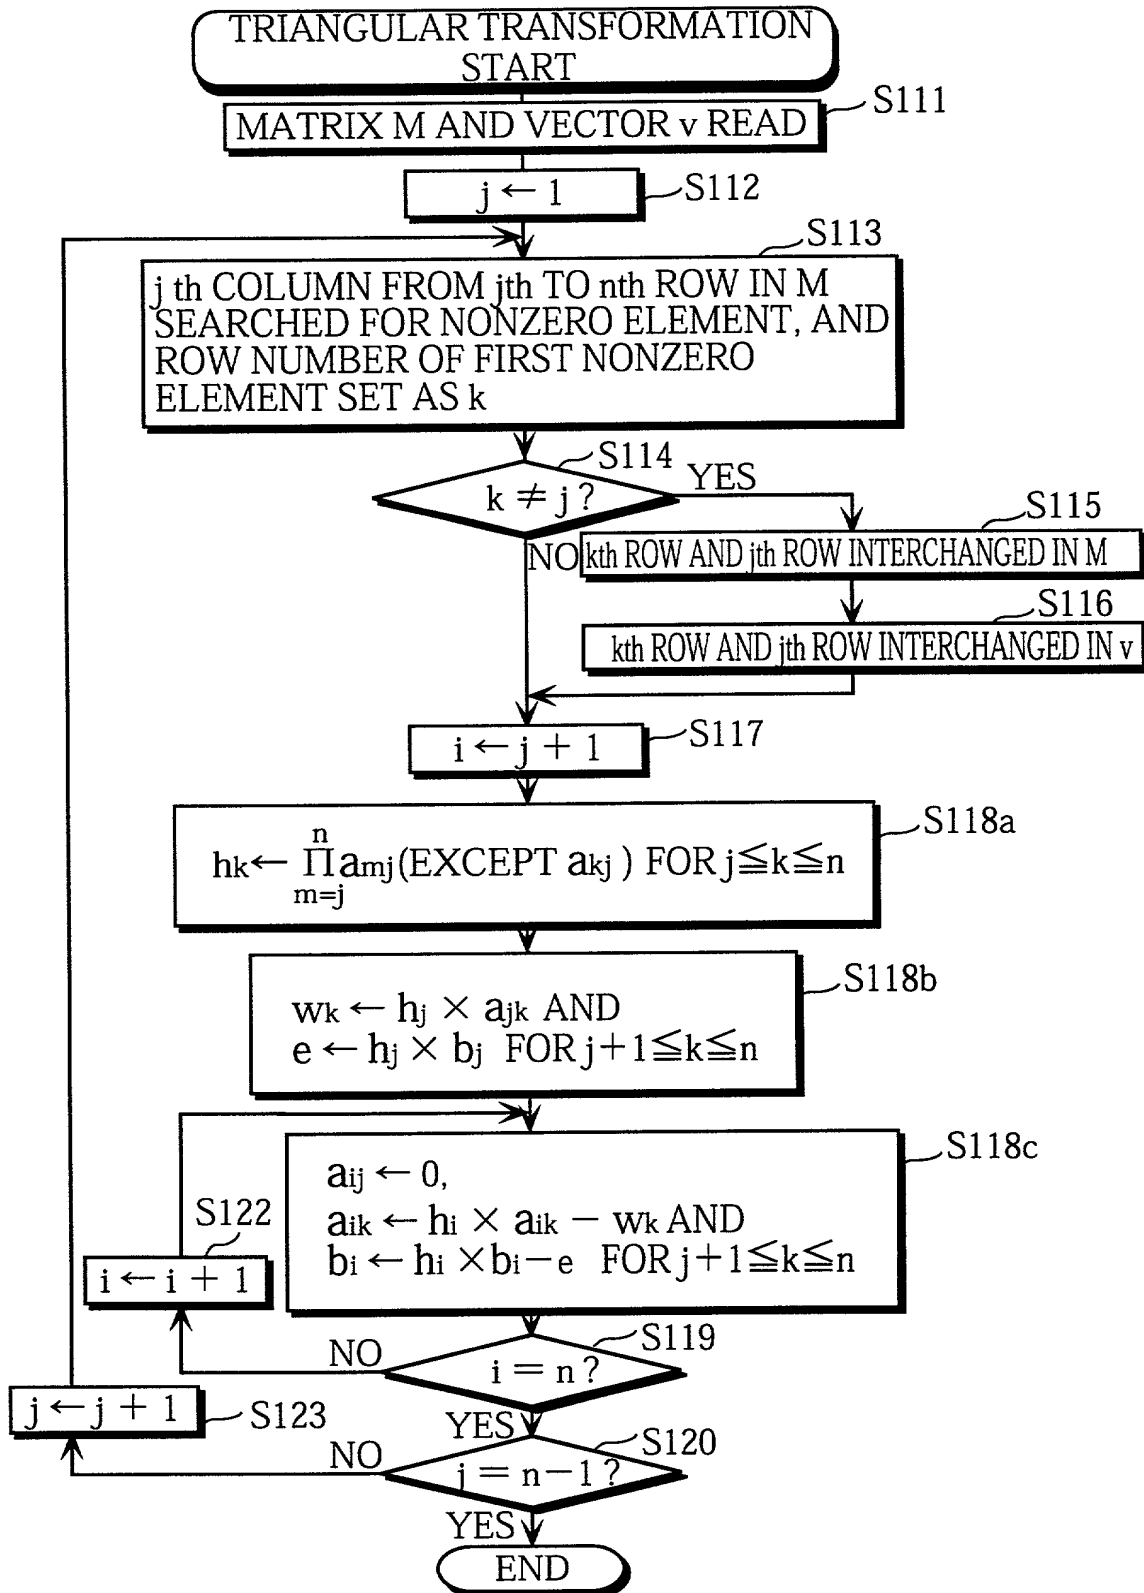 TRIANGULAR TRANSFORMATION
START
S111
MATRIX M AND VECTOR v READ
S112
j ← 1
S113
j th COLUMN FROM jth TO nth ROW IN M
SEARCHED FOR NONZERO ELEMENT, AND
ROW NUMBER OF FIRST NONZERO
ELEMENT SET AS k
S114
k ≠ j ?
YES
S115
NO
kth ROW AND jth ROW INTERCHANGED IN M
S116
kth ROW AND jth ROW INTERCHANGED IN v
S117
i ← j + 1
S118a
n
hk ← Π amj (EXCEPT akj ) FOR j ≦ k ≦ n
m=j
S118b
wk ← hj × ajk AND
e ← hj × bj FOR j+1 ≦ k ≦ n
S118c
aij ← 0,
aik ← hi × aik − wk AND
bi ← hi × bi − e FOR j+1 ≦ k ≦ n
S122
i ← i + 1
S119
NO
i = n ?
j ← j + 1
S123
YES
S120
NO
j = n−1 ?
YES
END